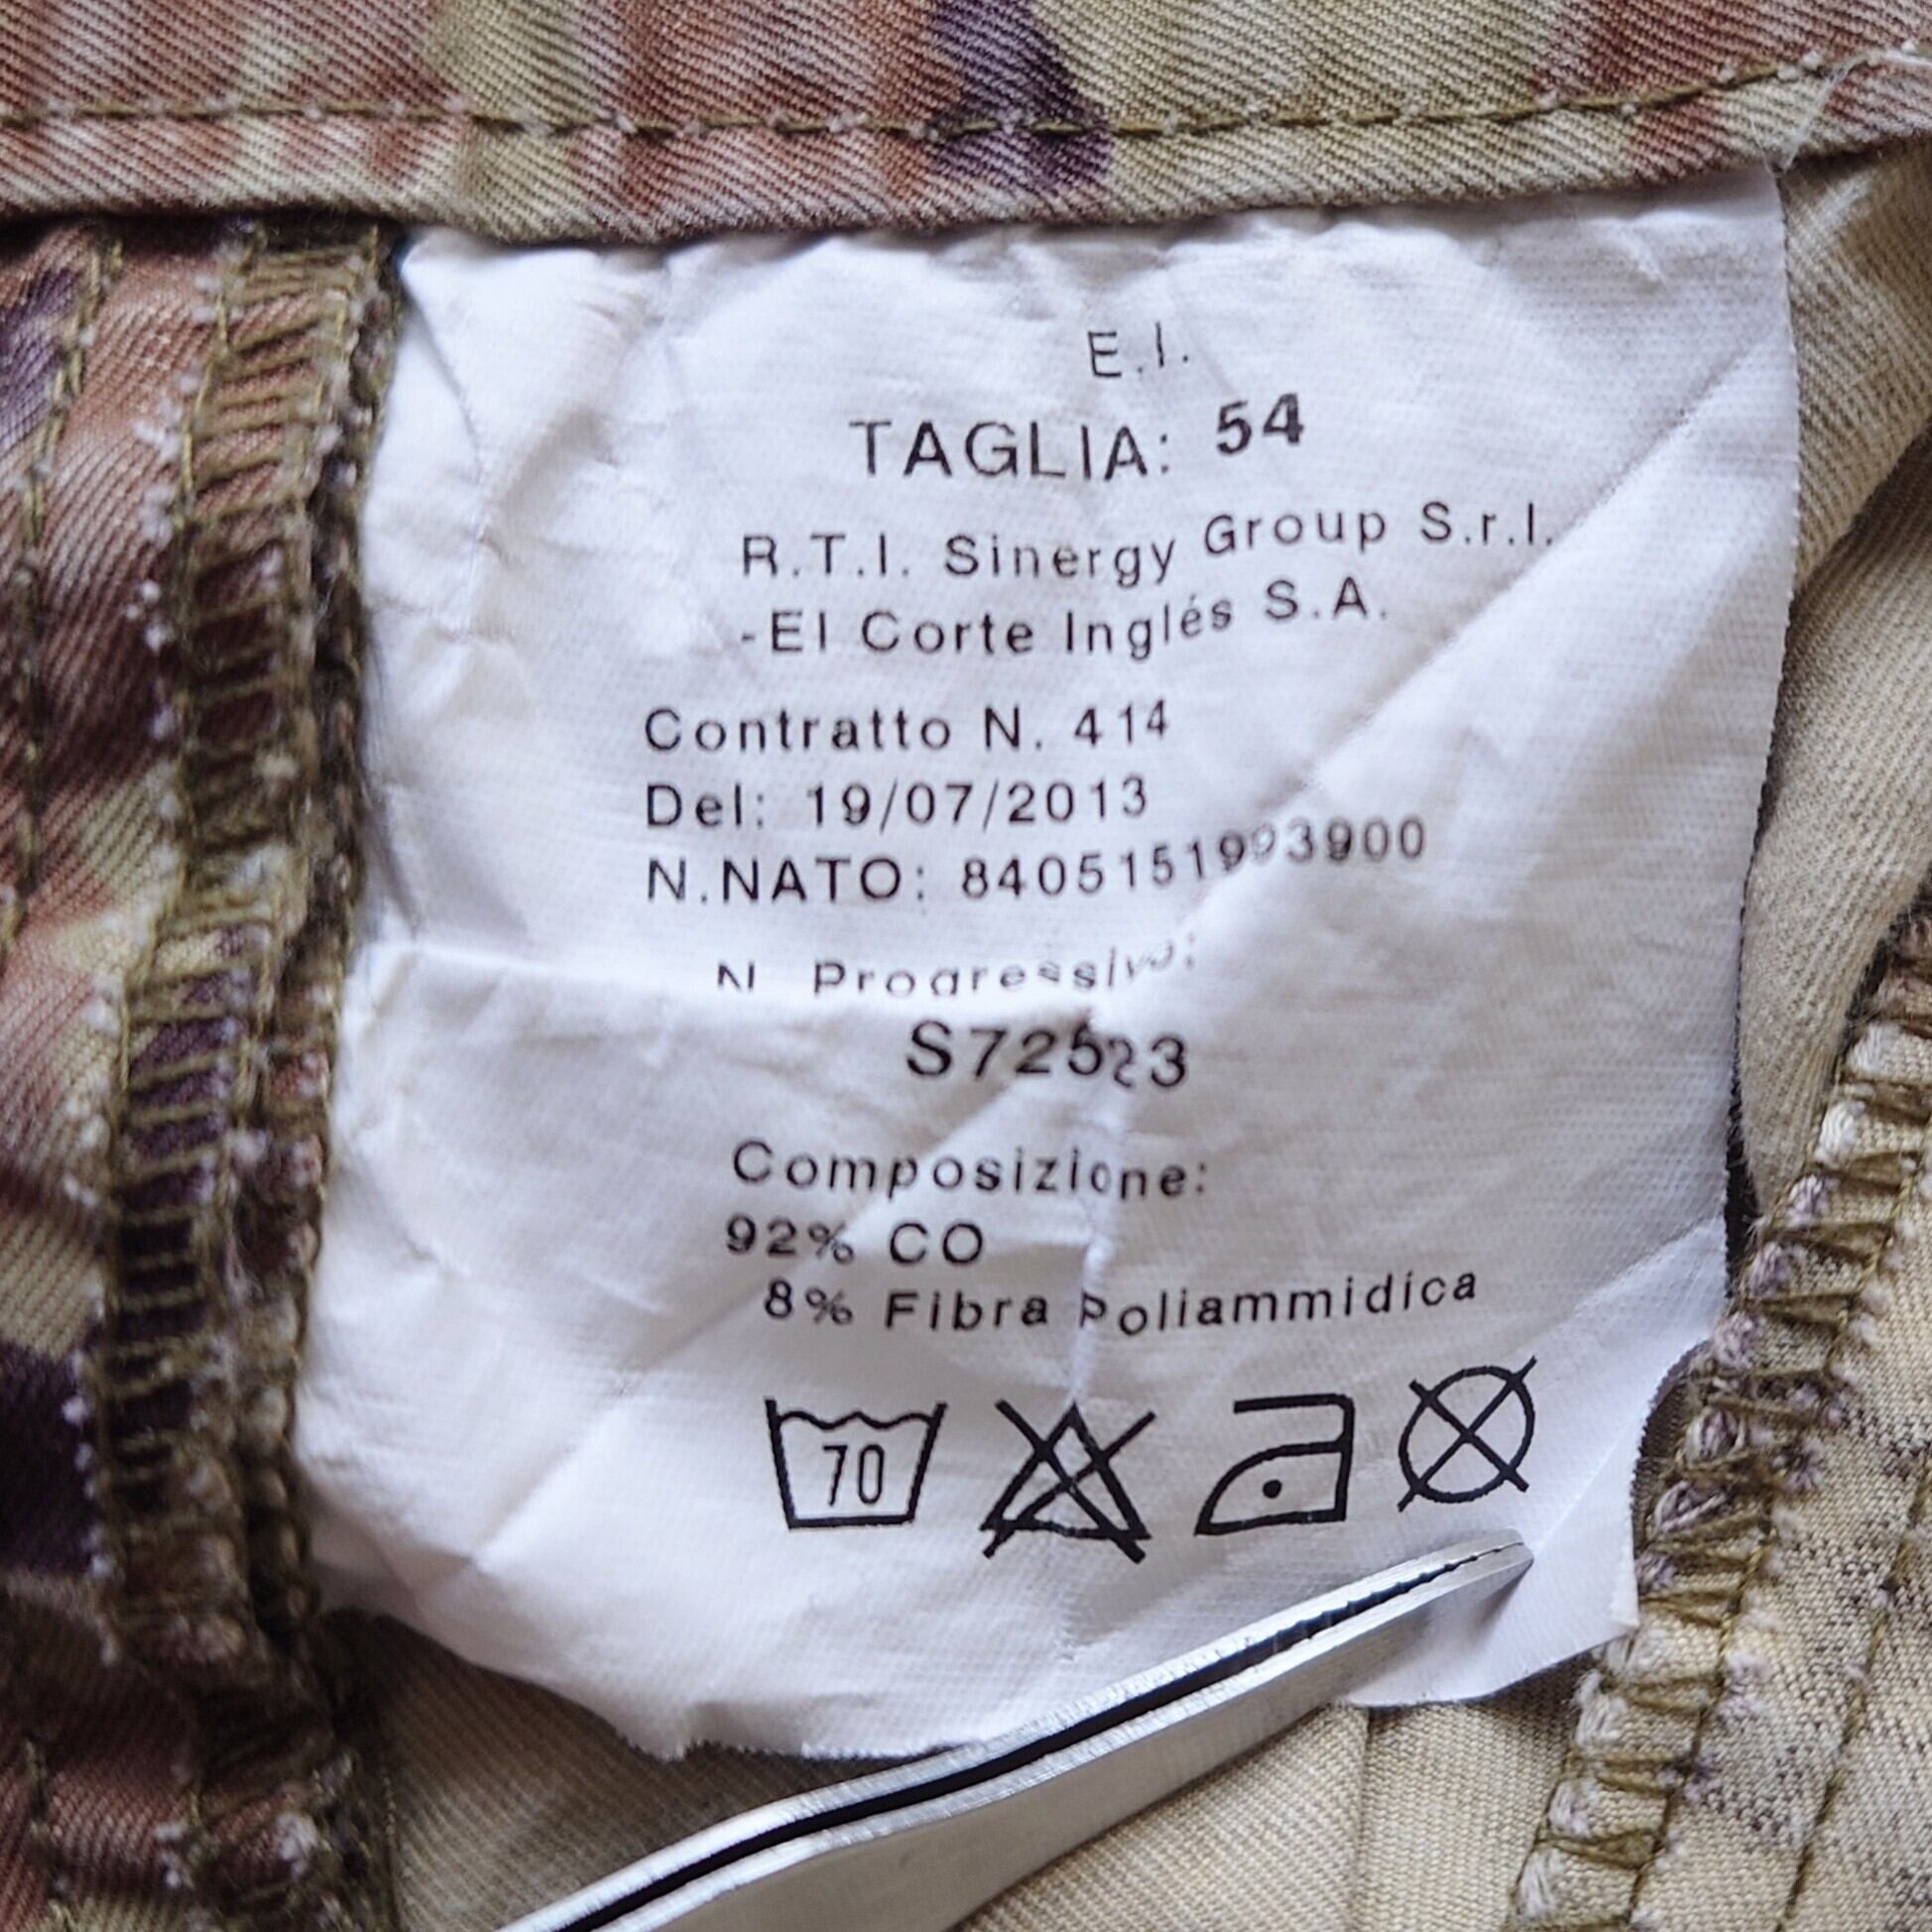 E.I.
TAGLIA: 54
R.T.I. Sinergy Group S.r.l.
-El Corte Inglés S.A.
Contratto N. 414
Del: 19/07/2013
N.NATO: 8405151993900
N. Progressivo:
S72523
Composizione:
92% CO
8% Fibra Poliammidica
70